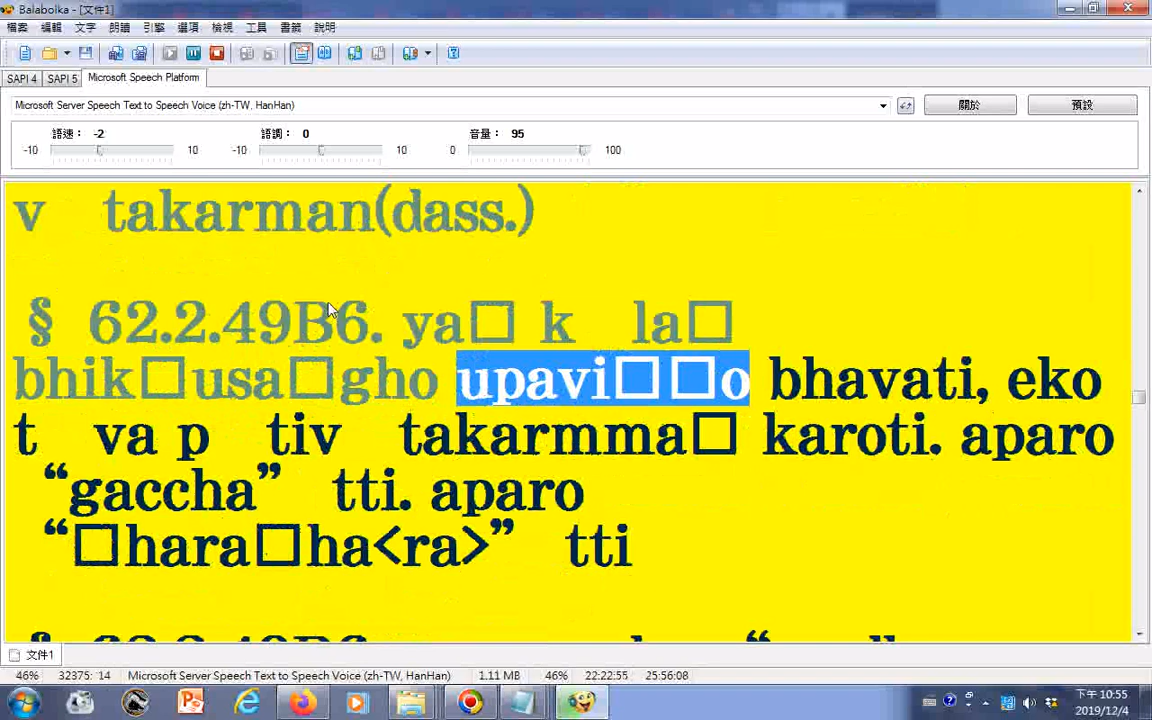 Balabolka - [文件1]
檔案 編輯 文字 朗讀 引擎 選項 檢視 工具 書籤 說明
SAPI 4 SAPI 5 Microsoft Speech Platform
Microsoft Server Speech Text to Speech Voice (zh-TW, HanHan)
關於 預設
語速： -2 語調： 0 音量： 95
-10 10 -10 10 0 100
v takarman(dass.)
§ 62.2.49B6. ya□ k la□
bhik□usa□gho upavi□□o bhavati, eko
t va p tiv takarmma□ karoti. aparo
“gaccha” tti. aparo
“□hara□ha<ra>” tti
文件1
46% 32375: 14 Microsoft Server Speech Text to Speech Voice (zh-TW, HanHan) 1.11 MB 46% 22:22:55 25:56:08
下午 10:55
2019/12/4